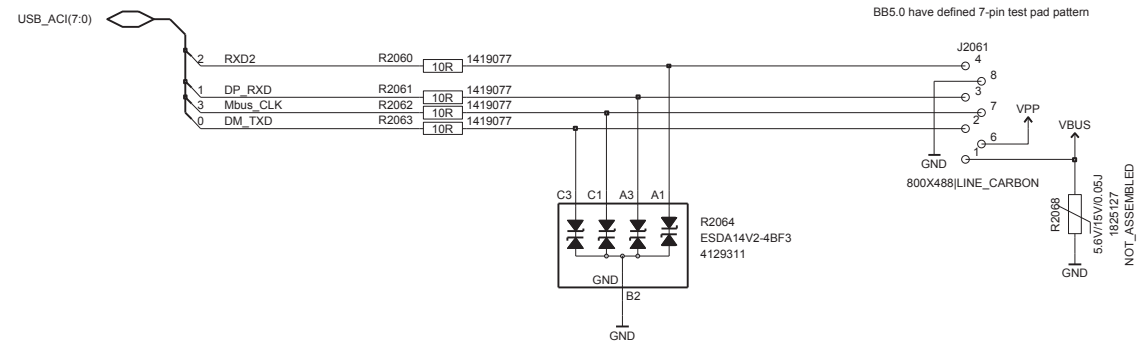 BB5.0 have defined 7-pin test pad pattern
USB_ACI(7:0)
J2061
2 RXD2 R2060 10R 1419077 4
8
1 DP_RXD R2061 10R 1419077 3
3 Mbus_CLK R2062 10R 1419077 7
0 DM_TXD R2063 10R 1419077 2
VPP
VBUS
6
1
GND
800X488|LINE_CARBON
C3 C1 A3 A1
R2064
ESDA14V2-4BF3
4129311
GND
B2
GND
R2068
5.6V/15V/0.05J
1825127
NOT_ASSEMBLED
GND